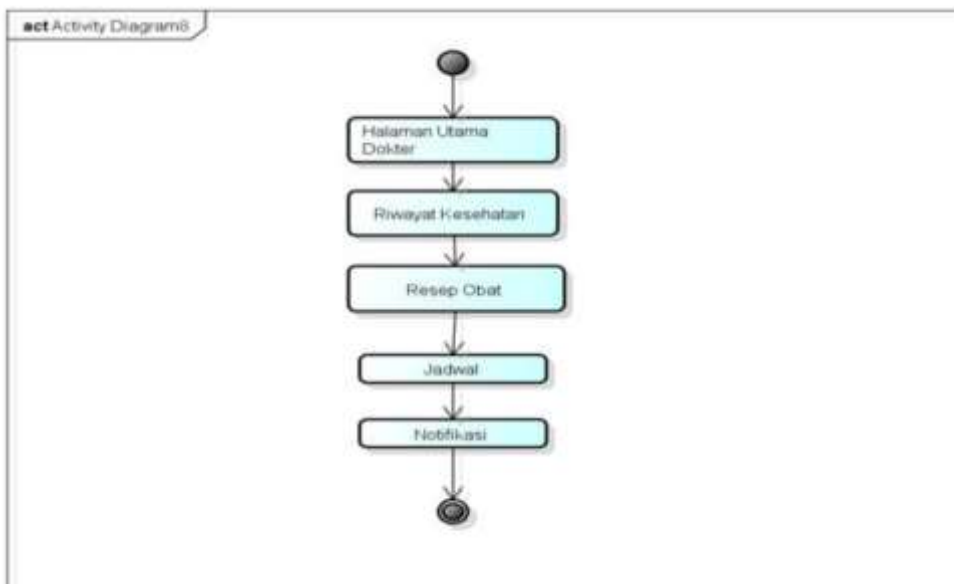 act Activity Diagram8
Halaman Utama
Dokter
Riwayat Kesehatan
Resep Obat
Jadwal
Notifikasi